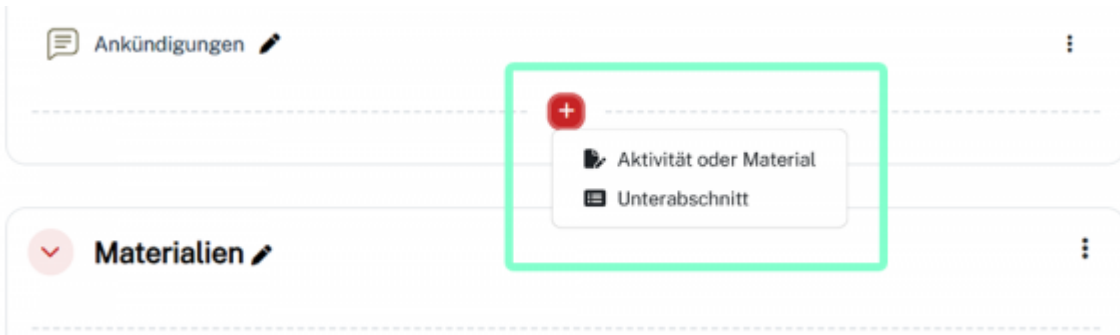 Ankündigungen
Aktivität oder Material
Unterabschnitt
Materialien